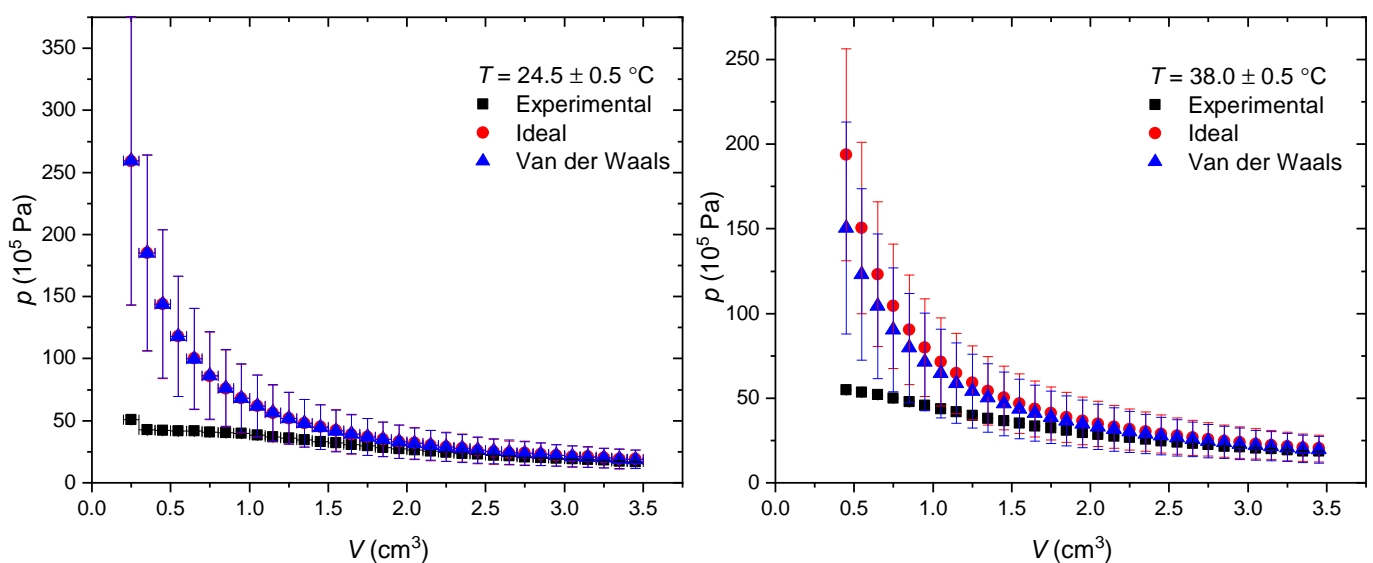 T = 24.5 ± 0.5 °C
Experimental
Ideal
Van der Waals
350
300
250
200
150
100
50
0
p (10⁵ Pa)
0.0 0.5 1.0 1.5 2.0 2.5 3.0 3.5
V (cm³)
T = 38.0 ± 0.5 °C
Experimental
Ideal
Van der Waals
250
200
150
100
50
0
p (10⁵ Pa)
0.0 0.5 1.0 1.5 2.0 2.5 3.0 3.5
V (cm³)